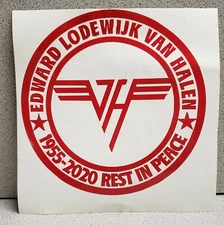 EDWARD LODEWIJK VAN HALEN
VH
1955-2020 REST IN PEACE